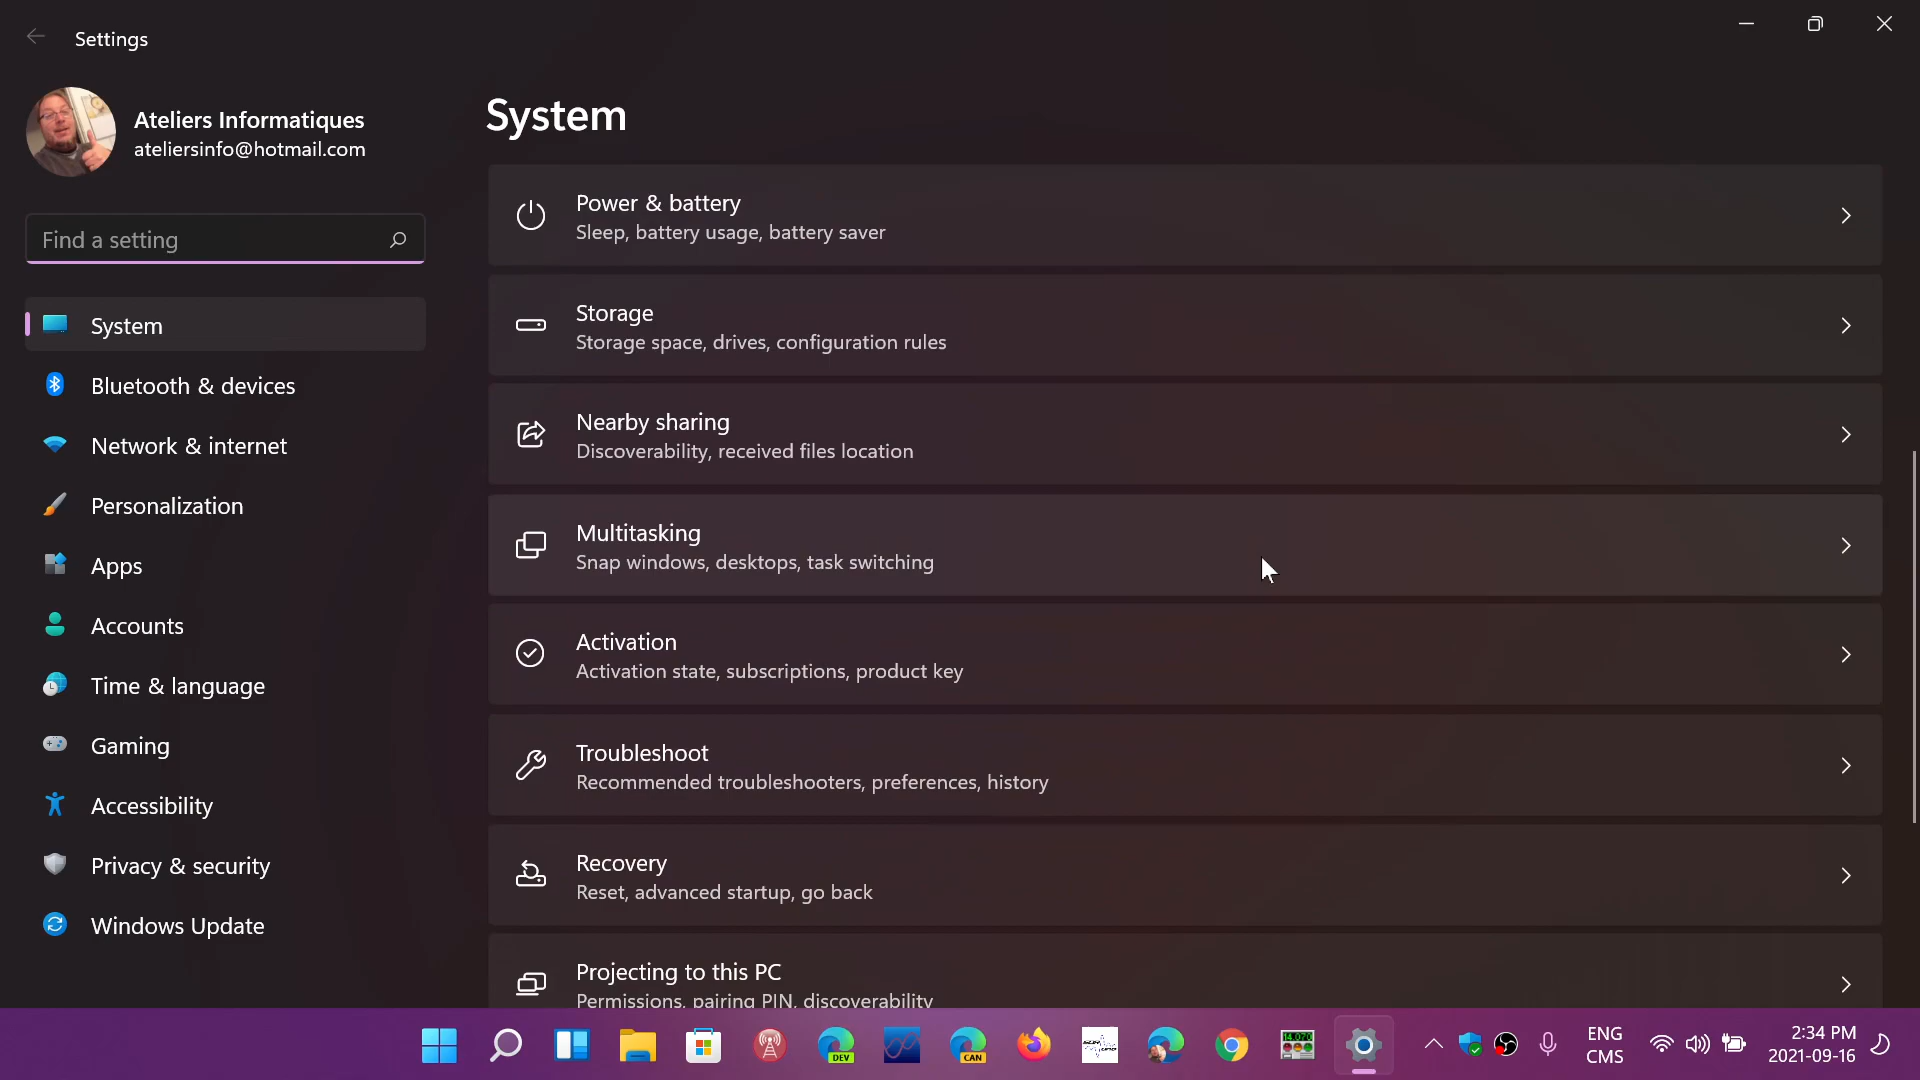 Settings
Ateliers Informatiques
ateliersinfo@hotmail.com
Find a setting
System
Bluetooth & devices
Network & internet
Personalization
Apps
Accounts
Time & language
Gaming
Accessibility
Privacy & security
Windows Update
System
Power & battery
Sleep, battery usage, battery saver
Storage
Storage space, drives, configuration rules
Nearby sharing
Discoverability, received files location
Multitasking
Snap windows, desktops, task switching
Activation
Activation state, subscriptions, product key
Troubleshoot
Recommended troubleshooters, preferences, history
Recovery
Reset, advanced startup, go back
Projecting to this PC
Permissions, pairing PIN, discoverability
DEV
CAN
14.070
ENG
CMS
2:34 PM
2021-09-16